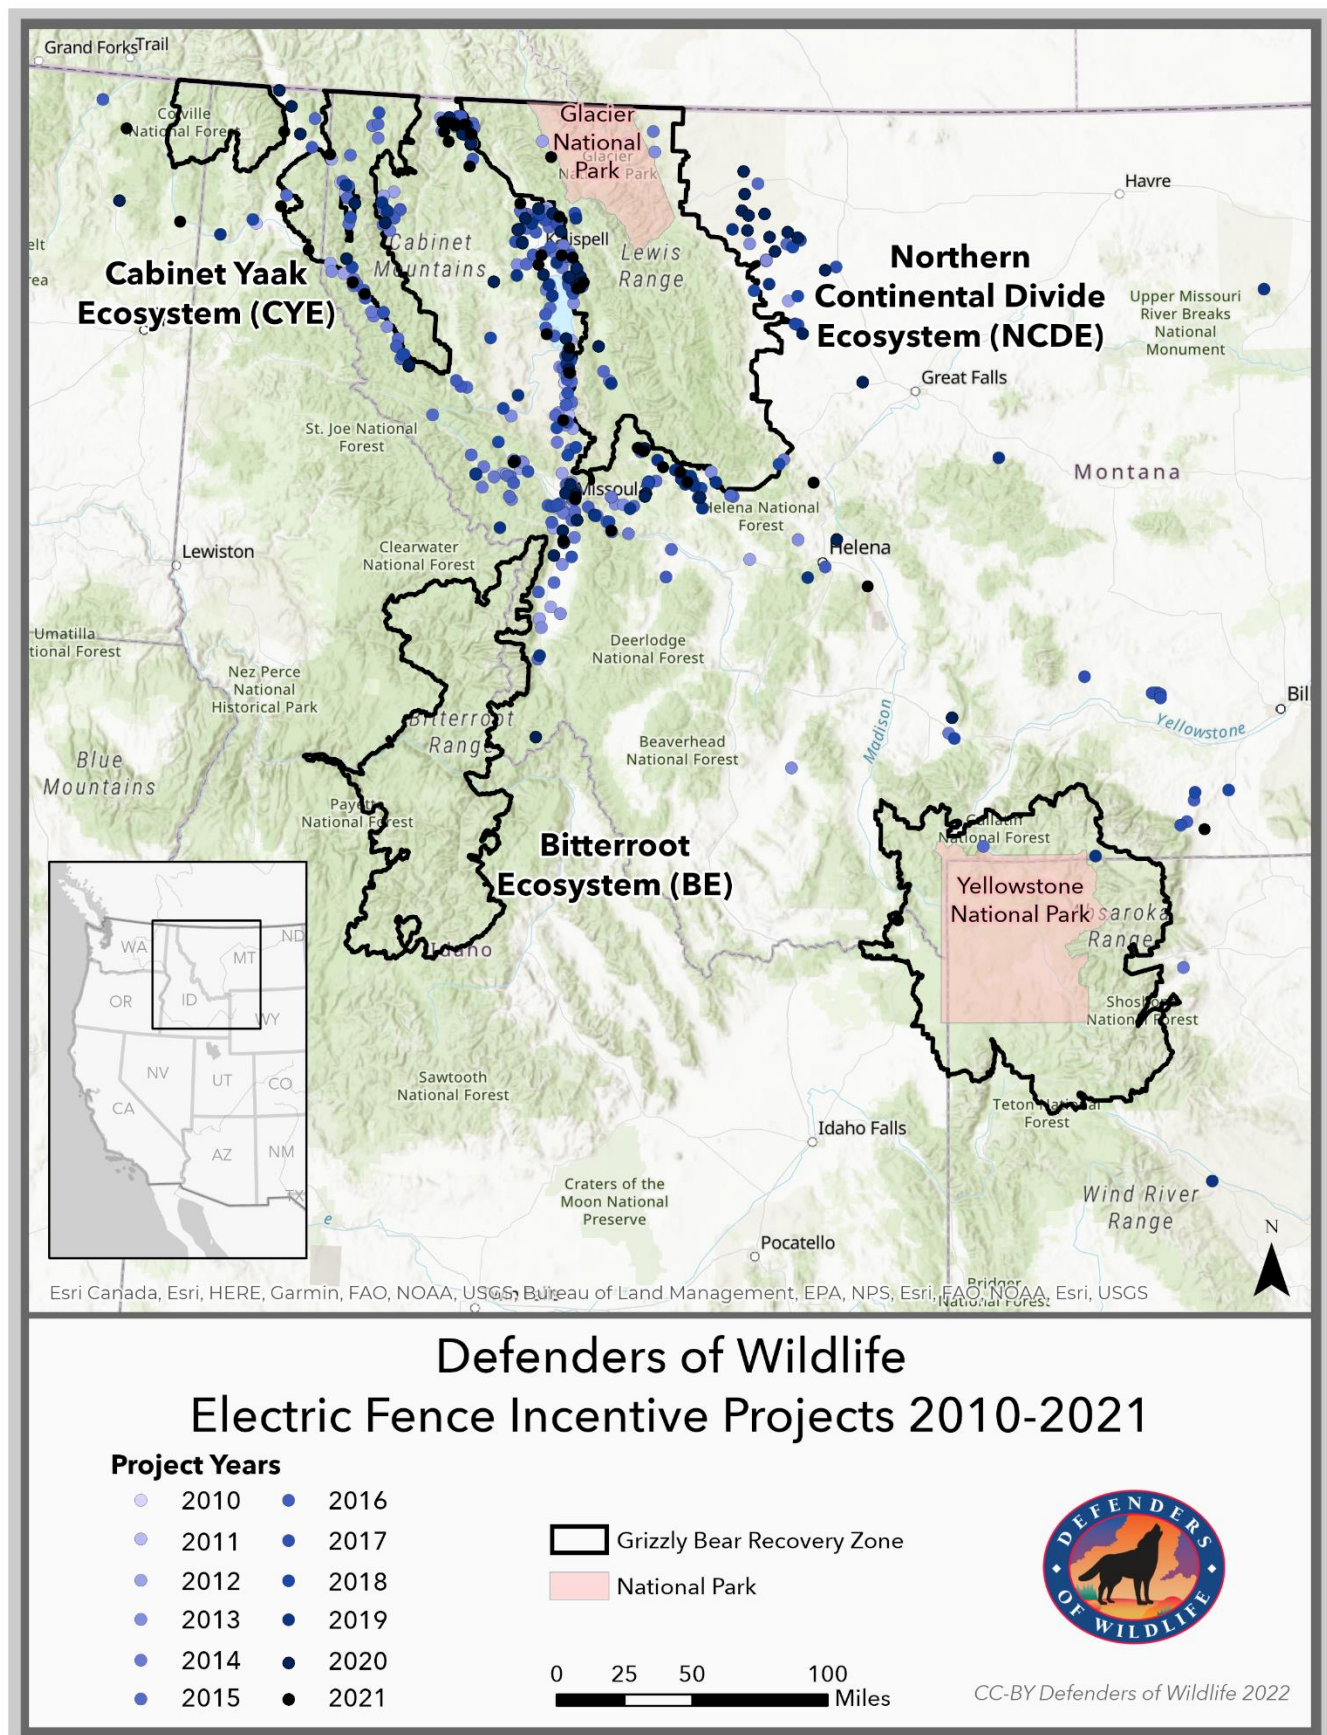 Grand Forks
Trail
Glacier
National
Park
Colville
National Forest
Havre
Kalispell
Lewis
Range
Cabinet
Mountains
elt
rea
Cabinet Yaak
Ecosystem (CYE)
Northern
Continental Divide
Ecosystem (NCDE)
Upper Missouri
River Breaks
National
Monument
Great Falls
St. Joe National
Forest
Montana
Missoula
Helena National
Forest
Lewiston
Clearwater
National Forest
Helena
Umatilla
tional Forest
Deerlodge
National Forest
Nez Perce
National
Historical Park
Bil
Bitterroot
Range
Madison
Yellowstone
Beaverhead
National Forest
Blue
Mountains
Payette
National Forest
Gallatin
National Forest
Bitterroot
Ecosystem (BE)
Yellowstone
National Park
Absaroka
Range
Idaho
WA
MT
ND
OR
ID
WY
NV
UT
CO
CA
AZ
NM
TX
Shoshone
National Forest
Sawtooth
National Forest
Teton National
Forest
Idaho Falls
Craters of the
Moon National
Preserve
Wind River
Range
e
N
Pocatello
Bridger
National Forest
Esri Canada, Esri, HERE, Garmin, FAO, NOAA, USGS, Bureau of Land Management, EPA, NPS, Esri, FAO, NOAA, Esri, USGS
Defenders of Wildlife
Electric Fence Incentive Projects 2010-2021
Project Years
2010 2016
2011 2017
2012 2018
2013 2019
2014 2020
2015 2021
Grizzly Bear Recovery Zone
National Park
0 25 50 100
Miles
DEFENDERS
OF WILDLIFE
CC-BY Defenders of Wildlife 2022